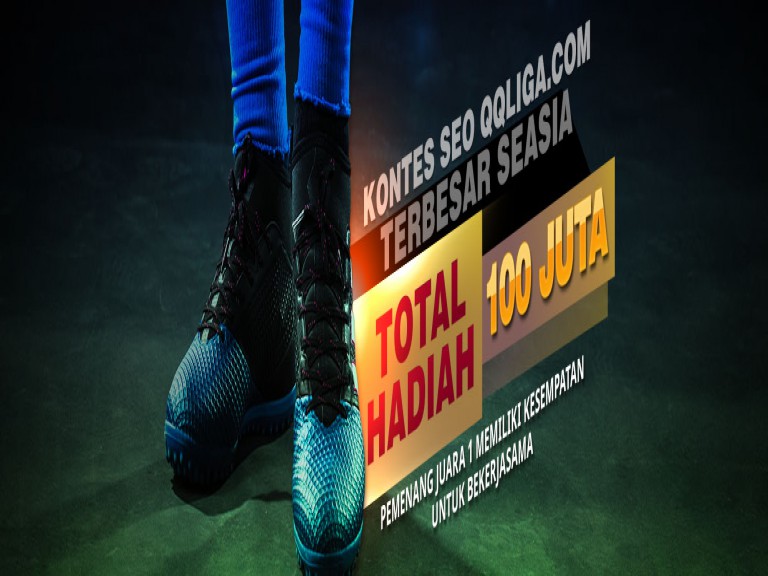 KONTES SEO QQLIGA.COM
TERBESAR SEASIA
TOTAL
HADIAH
100 JUTA
PEMENANG JUARA 1 MEMILIKI KESEMPATAN
UNTUK BEKERJASAMA